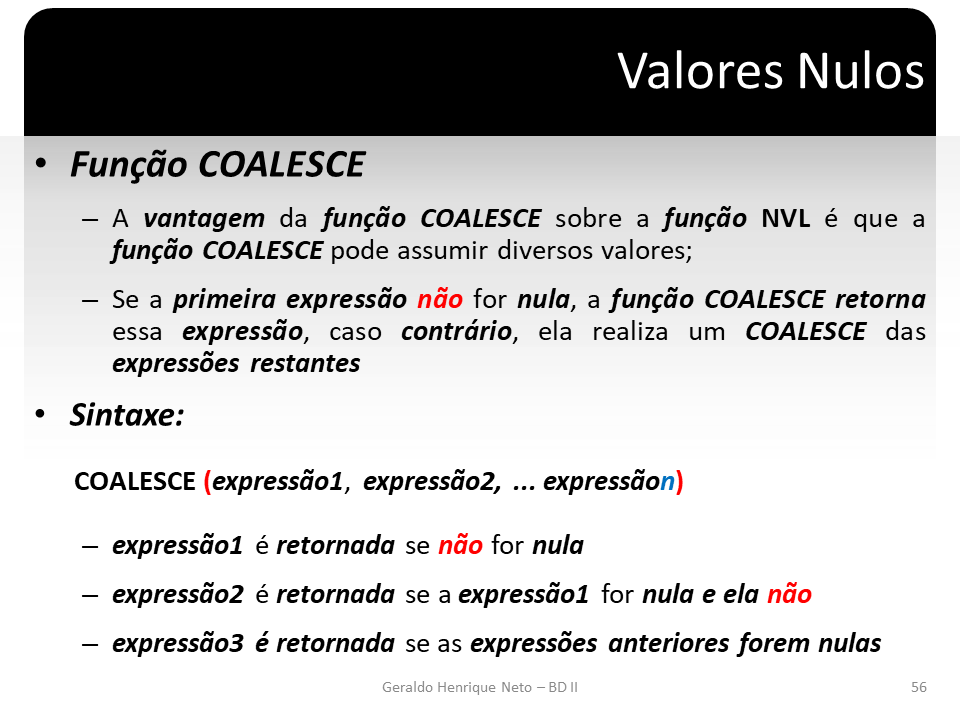 Valores Nulos
• Função COALESCE
– A vantagem da função COALESCE sobre a função NVL é que a
função COALESCE pode assumir diversos valores;
– Se a primeira expressão não for nula, a função COALESCE retorna
essa expressão, caso contrário, ela realiza um COALESCE das
expressões restantes
• Sintaxe:
COALESCE (expressão1, expressão2, ... expressãon)
– expressão1 é retornada se não for nula
– expressão2 é retornada se a expressão1 for nula e ela não
– expressão3 é retornada se as expressões anteriores forem nulas
Geraldo Henrique Neto – BD II
56